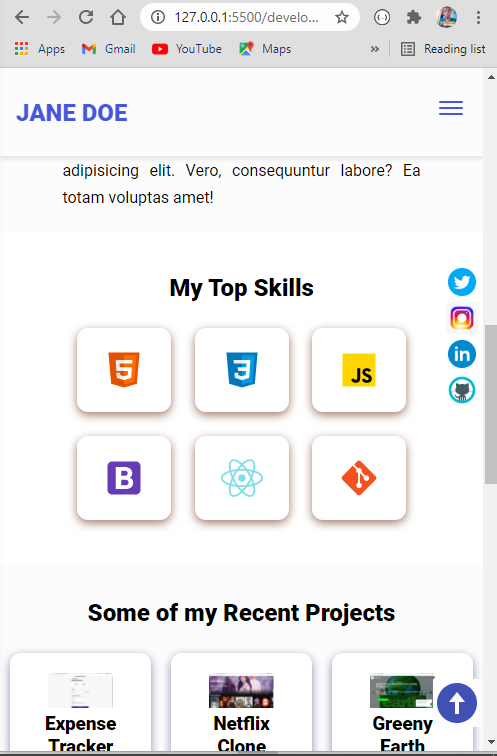 127.0.0.1:5500/develo...
Apps
Gmail
YouTube
Maps
»
Reading list
JANE DOE
adipisicing elit. Vero, consequuntur labore? Ea
totam voluptas amet!
My Top Skills
5
3
JS
B
Some of my Recent Projects
Expense
Tracker
Netflix
Clone
Greeny
Earth